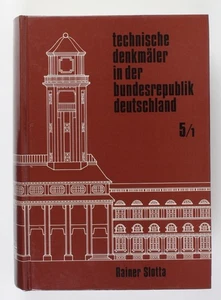 technische
denkmäler
in der
bundesrepublik
deutschland
5/1
Rainer Slotta